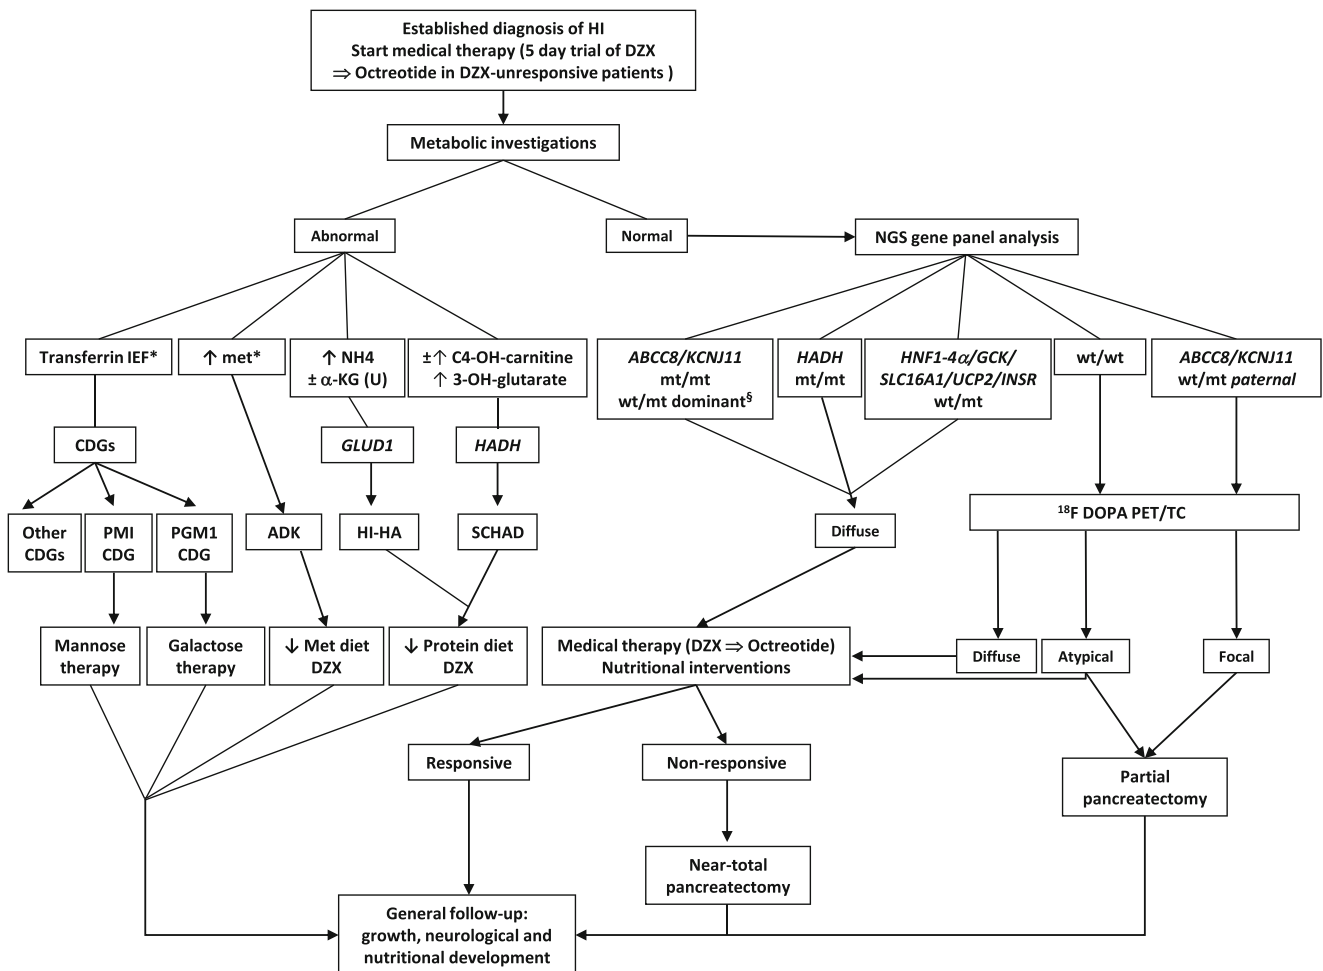 Established diagnosis of HI
Start medical therapy (5 day trial of DZX
⇒ Octreotide in DZX-unresponsive patients )
Metabolic investigations
Abnormal
Normal
NGS gene panel analysis
Transferrin IEF*
↑ met*
↑ NH4
± α-KG (U)
±↑ C4-OH-carnitine
↑ 3-OH-glutarate
ABCC8/KCNJ11
mt/mt
wt/mt dominant§
HADH
mt/mt
HNF1-4α/GCK/
SLC16A1/UCP2/INSR
wt/mt
wt/wt
ABCC8/KCNJ11
wt/mt paternal
CDGs
GLUD1
HADH
Other
CDGs
PMI
CDG
PGM1
CDG
ADK
HI-HA
SCHAD
Diffuse
18F DOPA PET/TC
Mannose
therapy
Galactose
therapy
↓ Met diet
DZX
↓ Protein diet
DZX
Medical therapy (DZX ⇒ Octreotide)
Nutritional interventions
Diffuse
Atypical
Focal
Responsive
Non-responsive
Partial
pancreatectomy
Near-total
pancreatectomy
General follow-up:
growth, neurological and
nutritional development